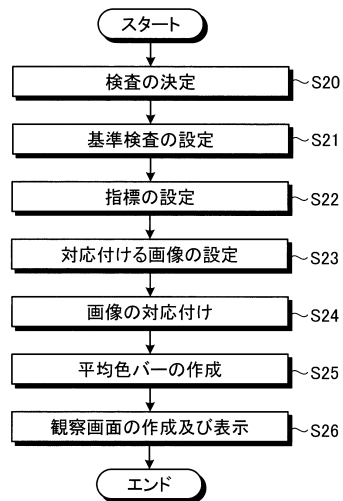 スタート
検査の決定 S20
基準検査の設定 S21
指標の設定 S22
対応付ける画像の設定 S23
画像の対応付け S24
平均色バーの作成 S25
観察画面の作成及び表示 S26
エンド